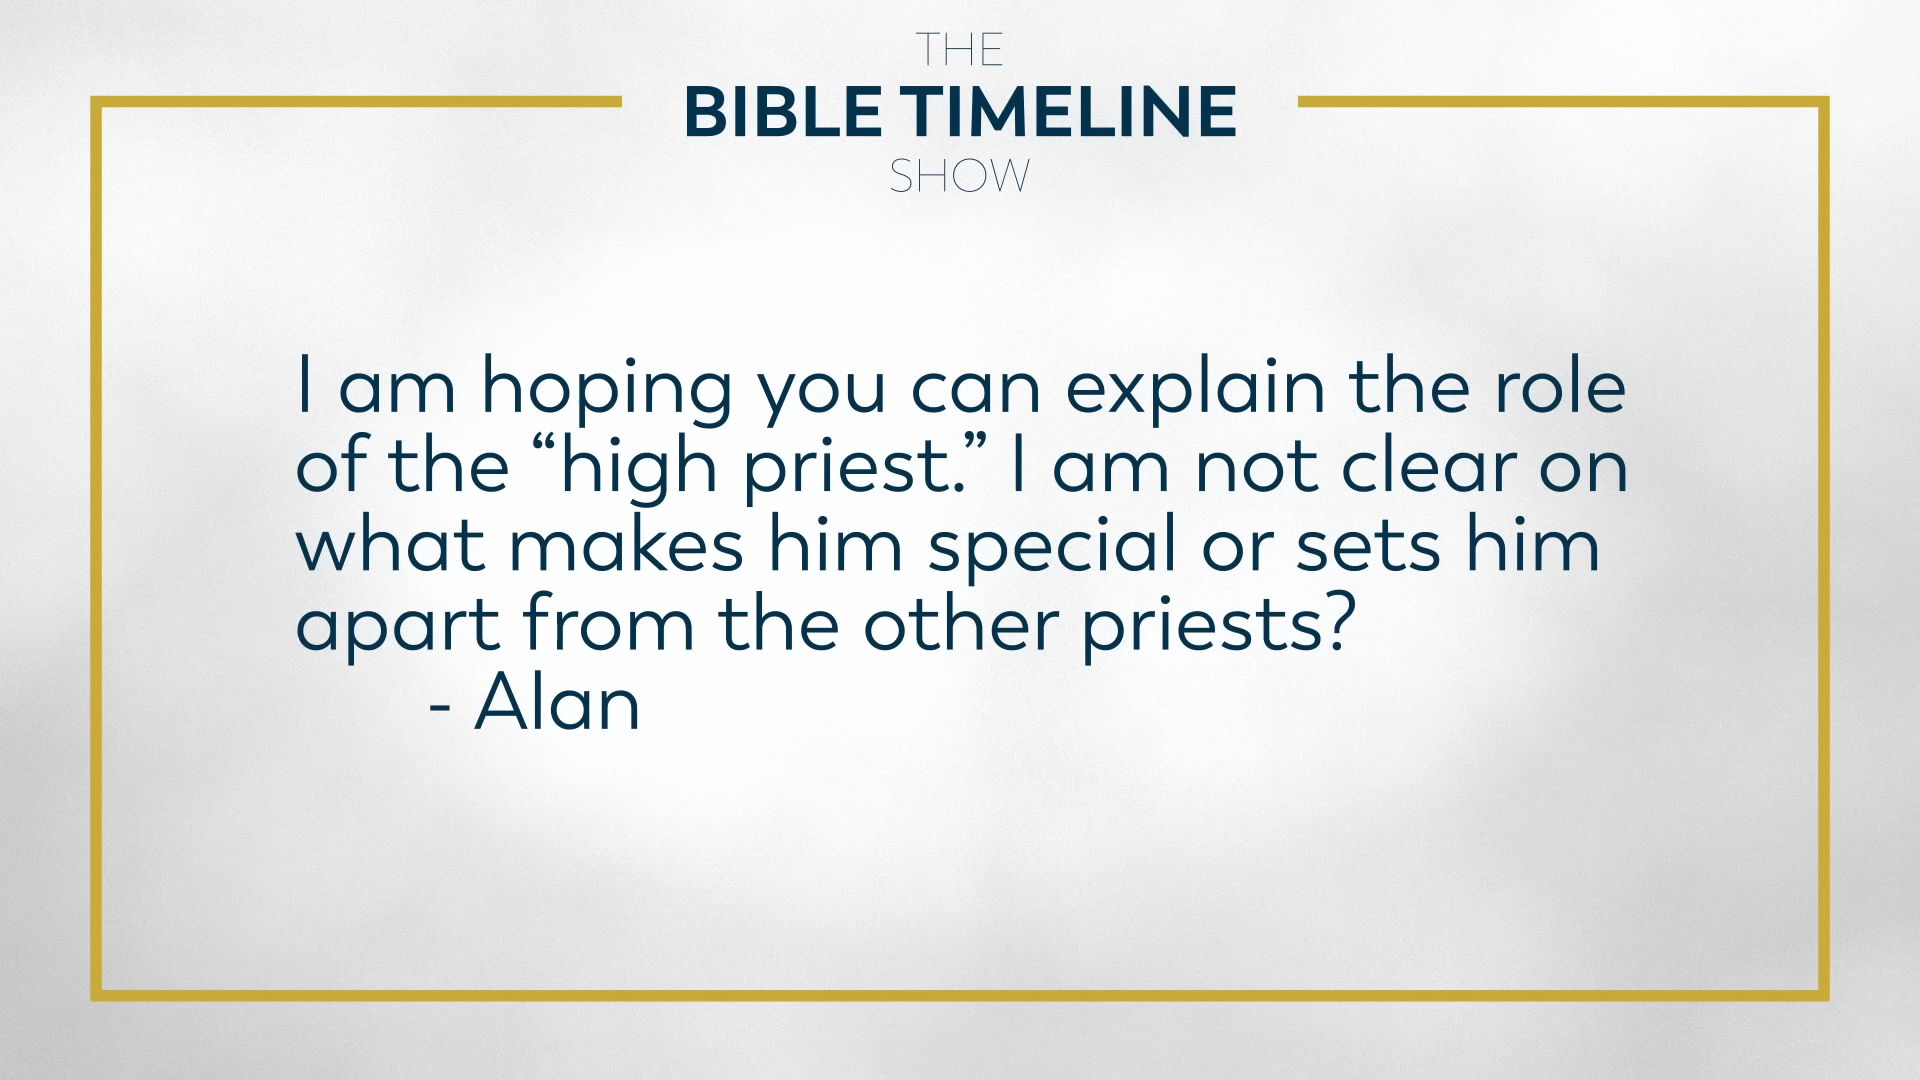 THE
BIBLE TIMELINE
SHOW
I am hoping you can explain the role
of the “high priest.” I am not clear on
what makes him special or sets him
apart from the other priests?
- Alan